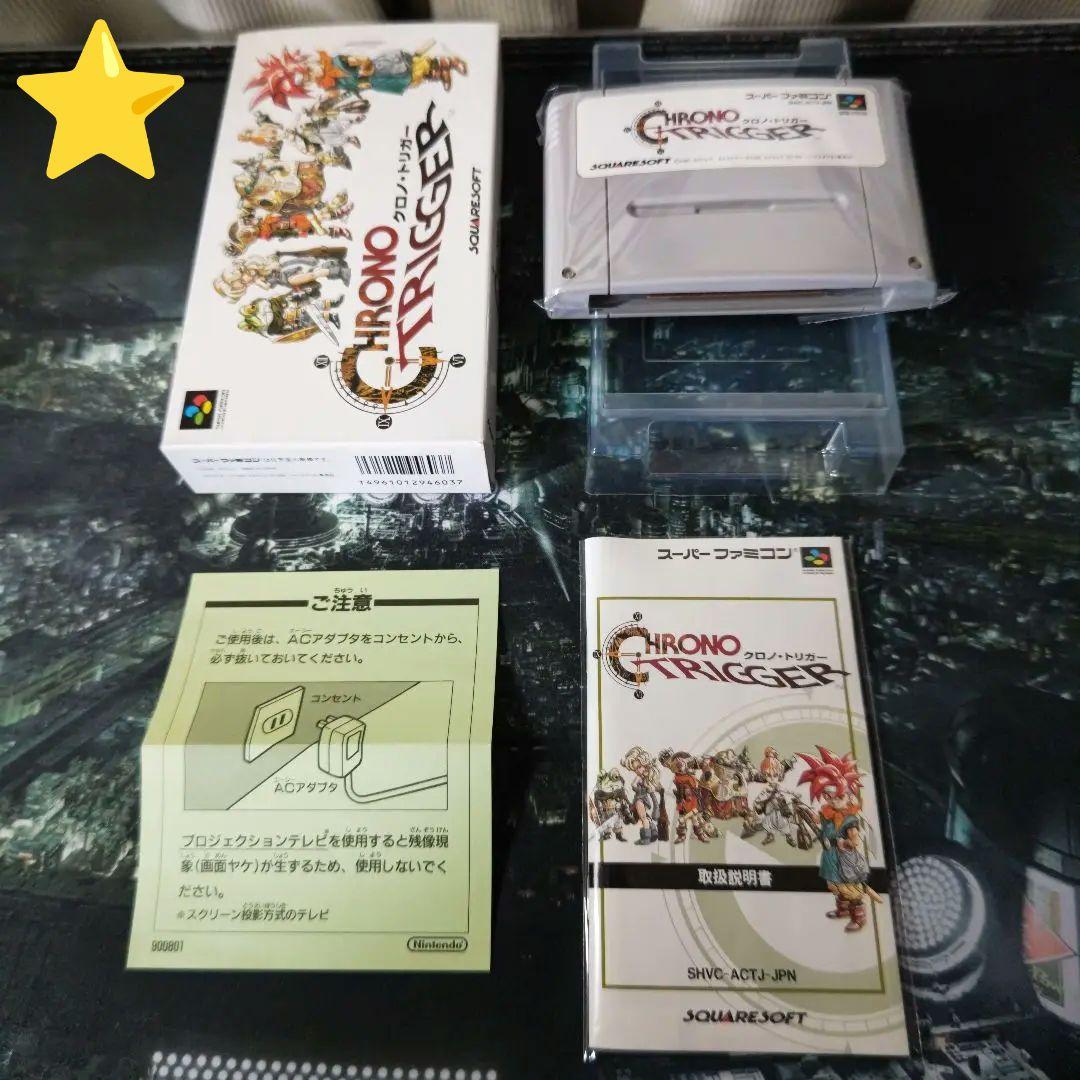 CHRONO
クロノ・トリガー
TRIGGER
SQUARESOFT
スーパーファミコン
4961012946037
スーパーファミコン
CHRONO
クロノ・トリガー
TRIGGER
SQUARESOFT
ご注意
ちゅうい
ご使用後は、ACアダプタをコンセントから、
必ず抜いておいてください。
コンセント
ACアダプタ
プロジェクションテレビを使用すると残像現
象(画面ヤケ)が生ずるため、使用しないでく
ださい。
※スクリーン投影方式のテレビ
900801
Nintendo
スーパーファミコン
CHRONO
クロノ・トリガー
TRIGGER
取扱説明書
SHVC-ACTJ-JPN
SQUARESOFT